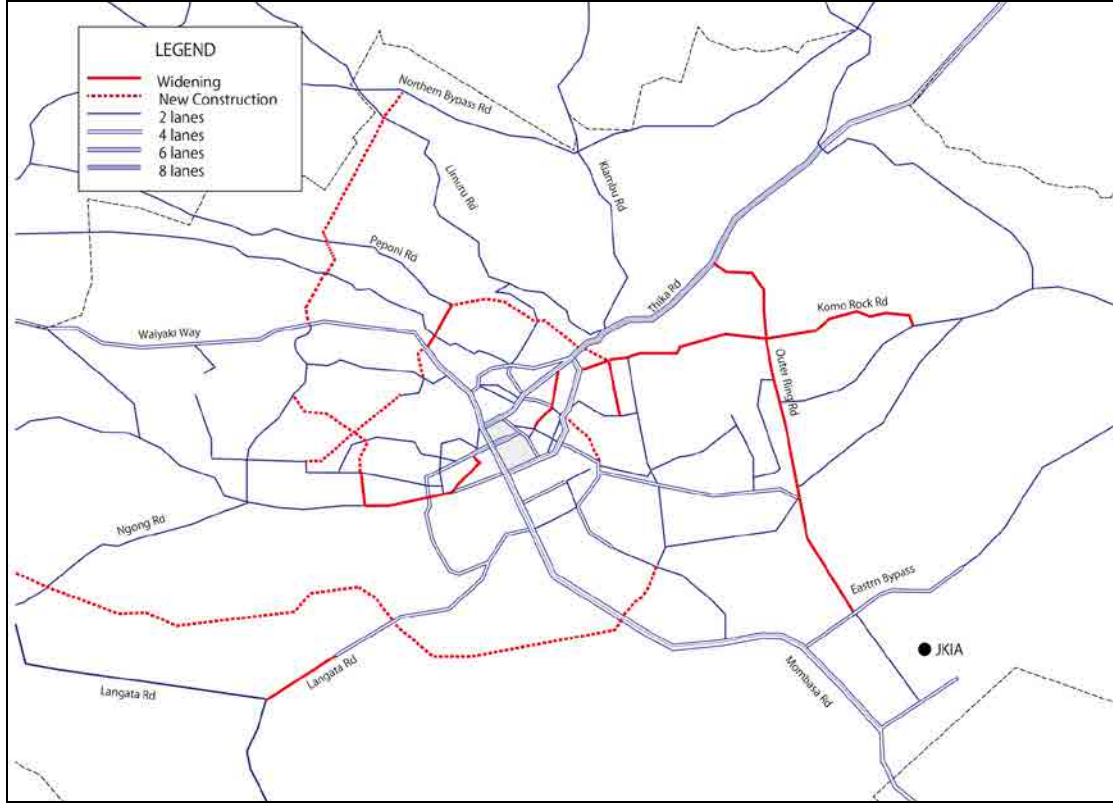 LEGEND
Widening
New Construction
2 lanes
4 lanes
6 lanes
8 lanes
Northern Bypass Rd
Limuru Rd
Kiambu Rd
Peponi Rd
Thika Rd
Komo Rock Rd
Waiyaki Way
Outer Ring Rd
Ngong Rd
Eastrn Bypass
JKIA
Langata Rd
Langata Rd
Mombasa Rd